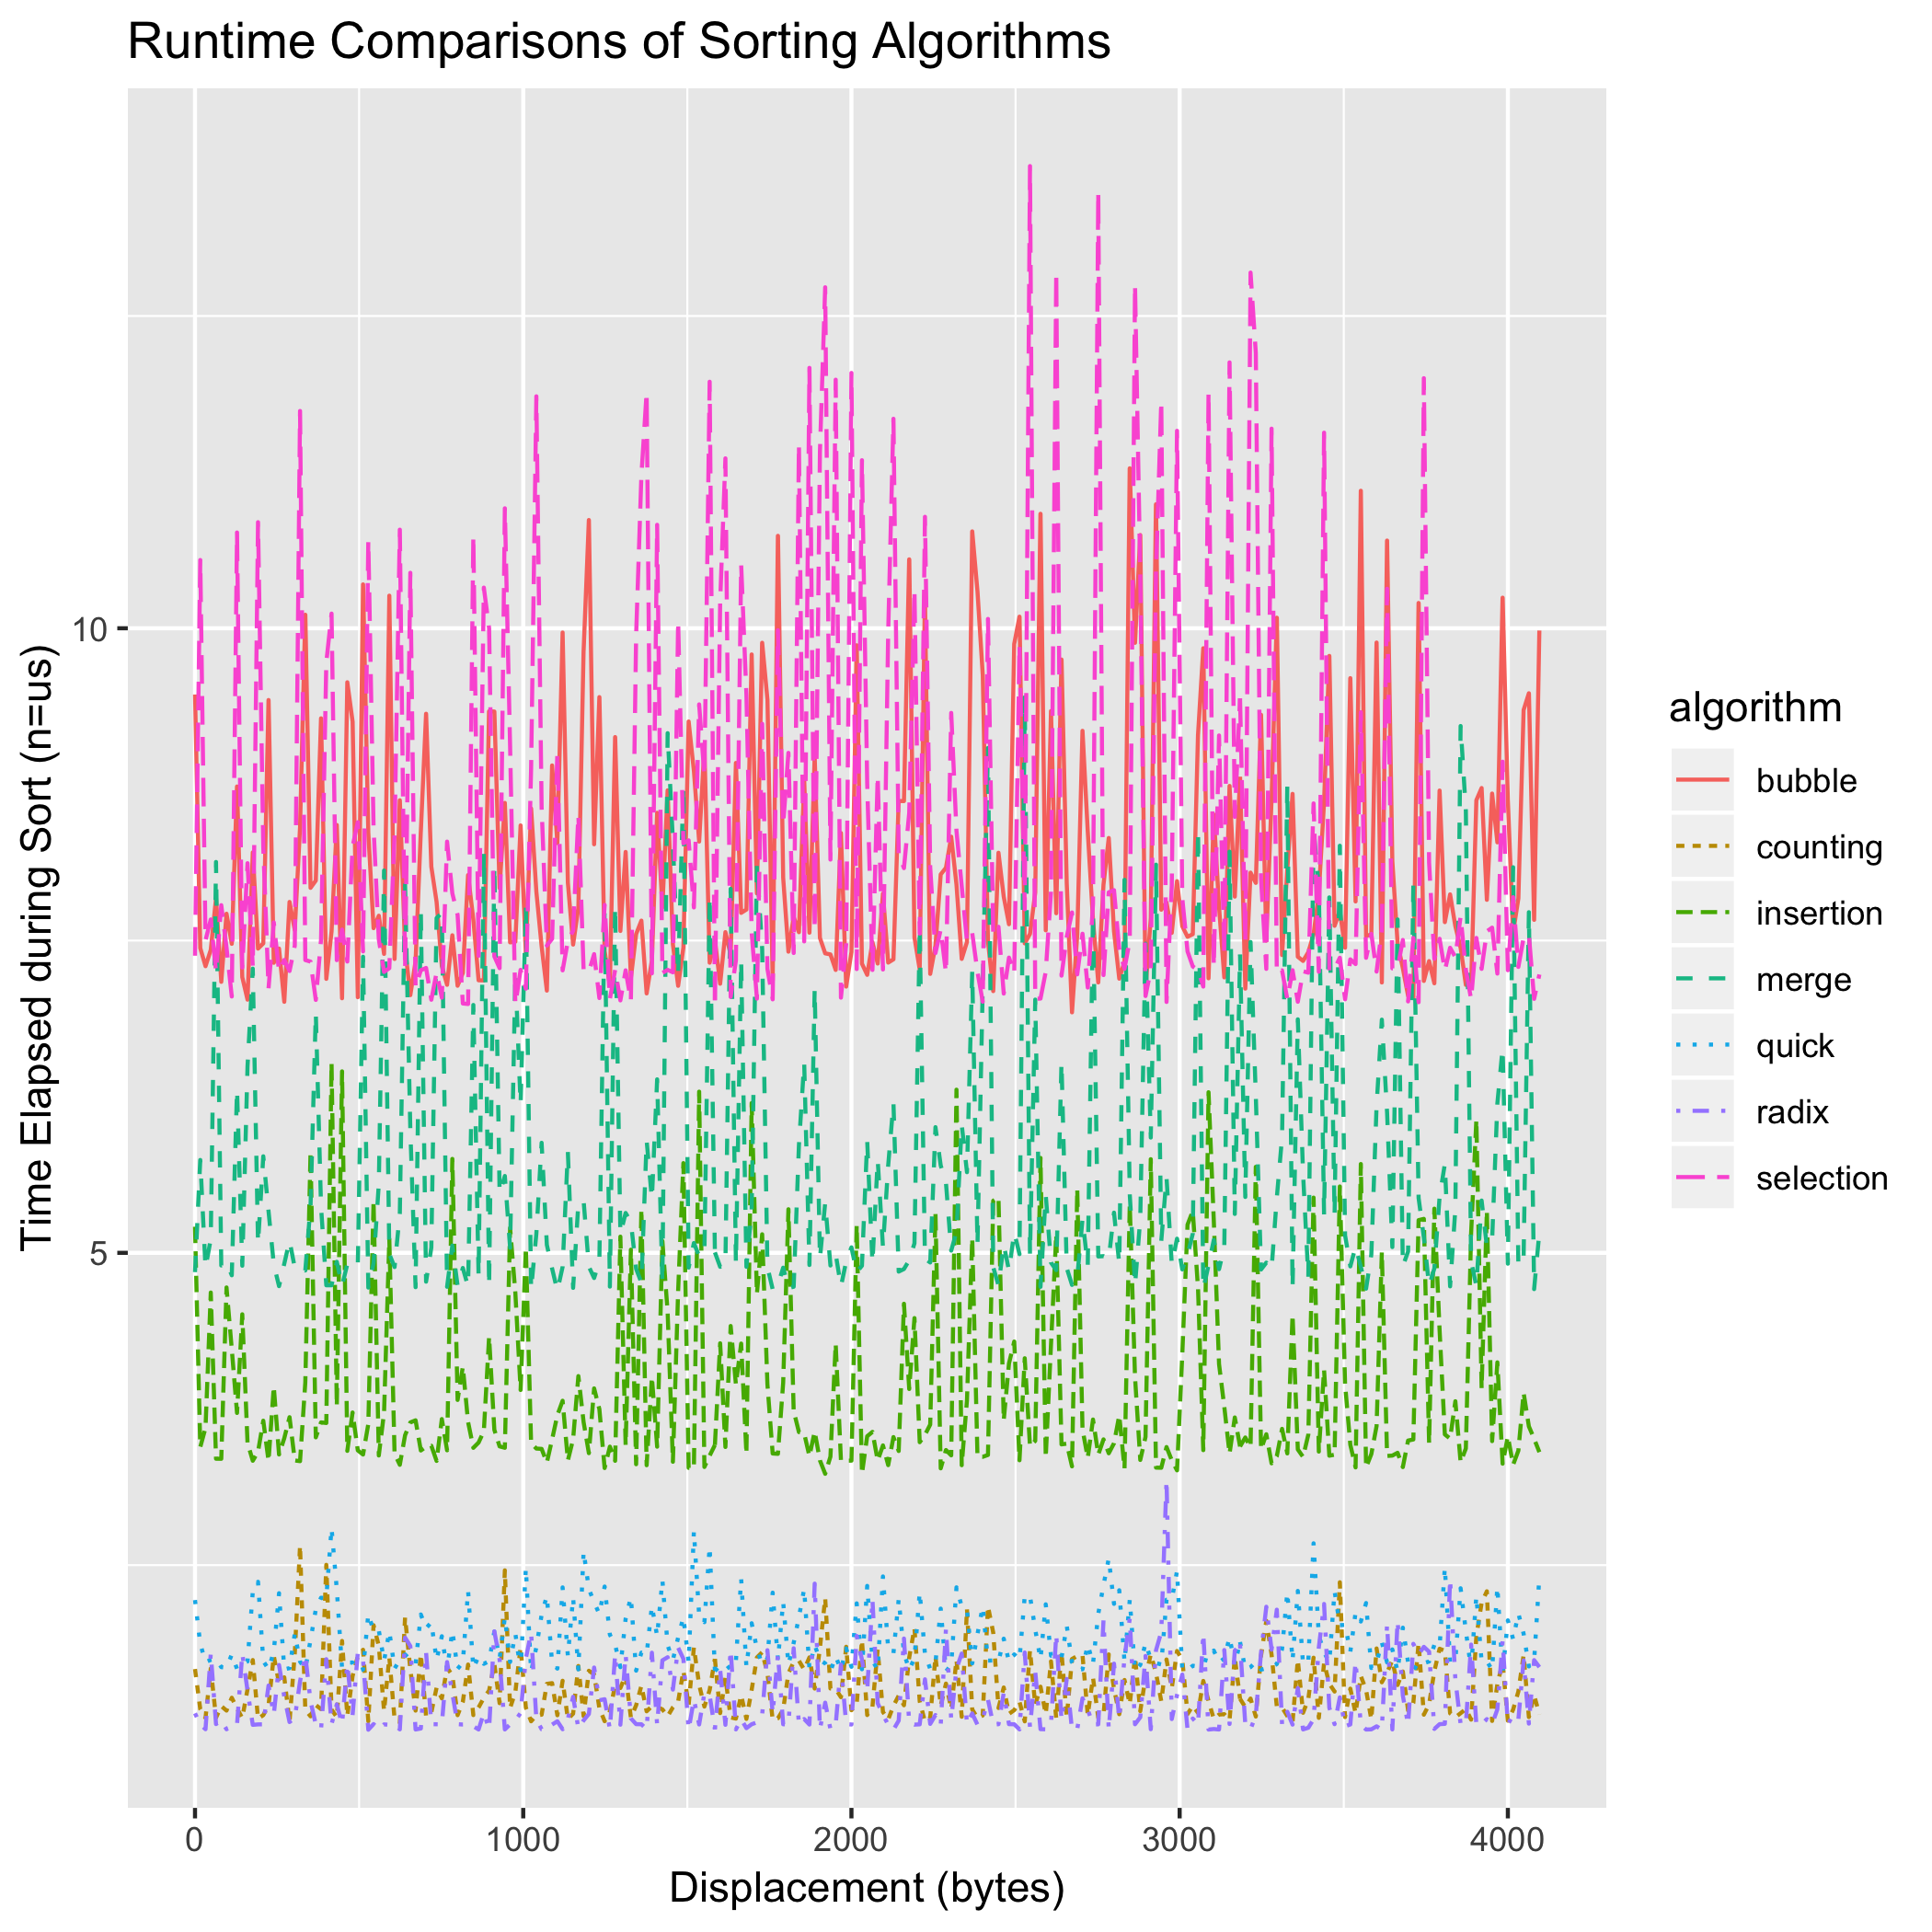 Runtime Comparisons of Sorting Algorithms
Time Elapsed during Sort (n=us)
10
5
0
1000
2000
3000
4000
Displacement (bytes)
algorithm
bubble
counting
insertion
merge
quick
radix
selection